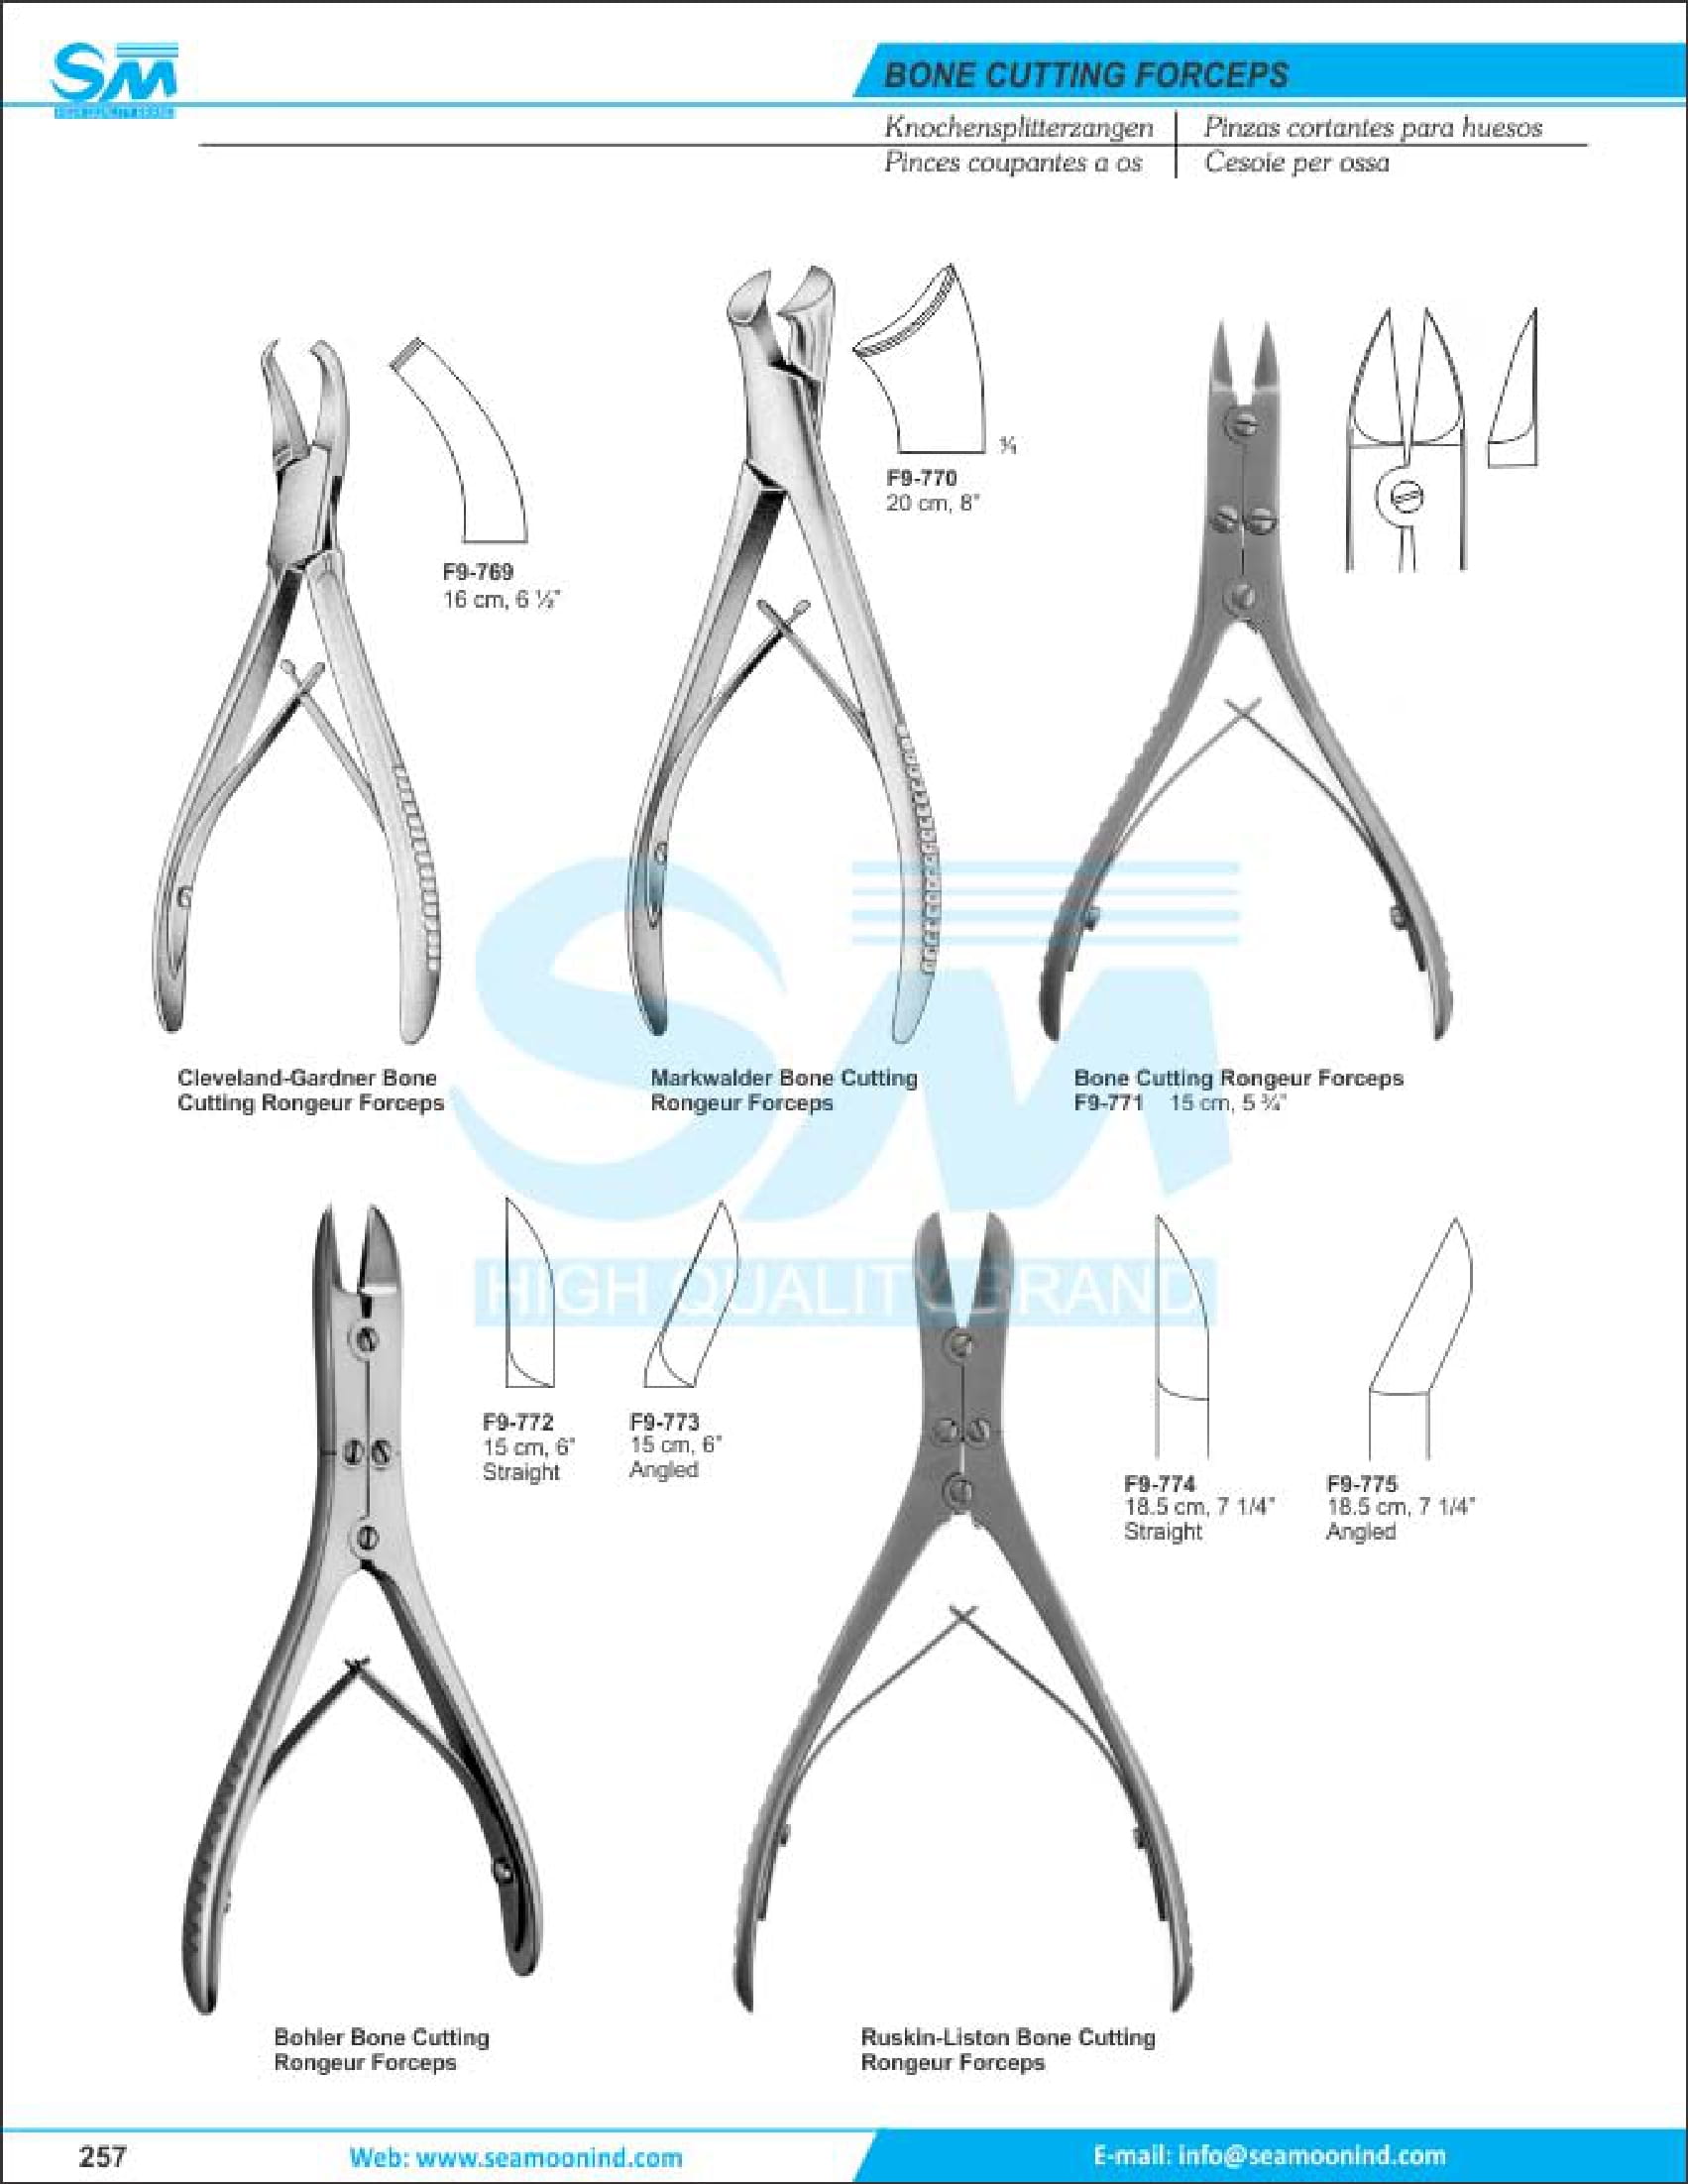 SM
BONE CUTTING FORCEPS
Knochensplitterzangen
Pinzas cortantes para huesos
Pinces coupantes a os
Cesoie per ossa
F9-769
16 cm, 6 ½"
¾
F9-770
20 cm, 8"
Cleveland-Gardner Bone
Cutting Rongeur Forceps
Markwalder Bone Cutting
Rongeur Forceps
Bone Cutting Rongeur Forceps
F9-771 15 cm, 5 ¾"
SM
HIGH QUALITY BRAND
F9-772
15 cm, 6"
Straight
F9-773
15 cm, 6"
Angled
F9-774
18.5 cm, 7 1/4"
Straight
F9-775
18.5 cm, 7 1/4"
Angled
Bohler Bone Cutting
Rongeur Forceps
Ruskin-Liston Bone Cutting
Rongeur Forceps
257
Web: www.seamoonind.com
E-mail: info@seamoonind.com